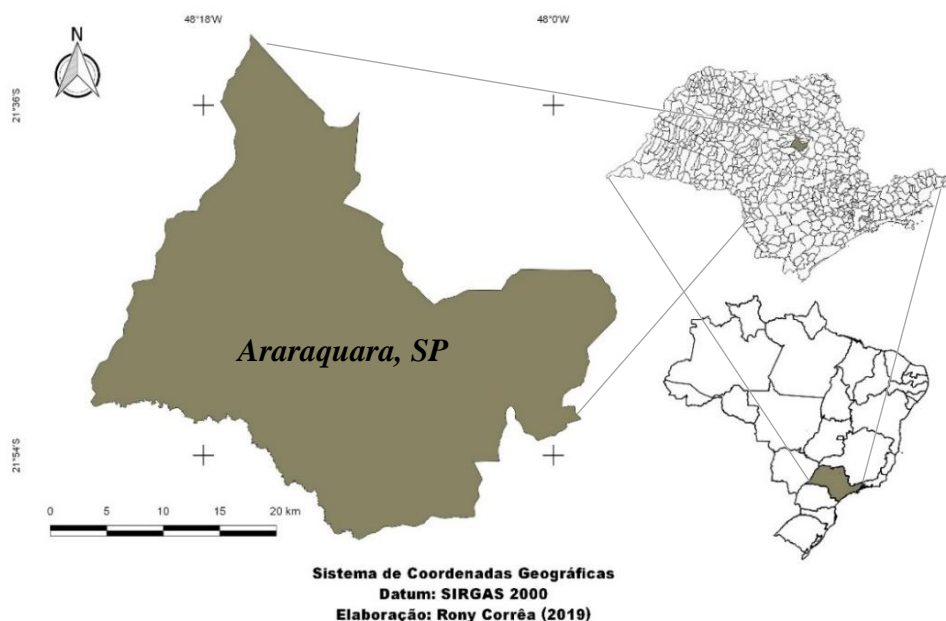 N
48°18'W
48°0'W
21°36'S
Araraquara, SP
21°54'S
0 5 10 15 20 km
Sistema de Coordenadas Geográficas
Datum: SIRGAS 2000
Elaboração: Rony Corrêa (2019)